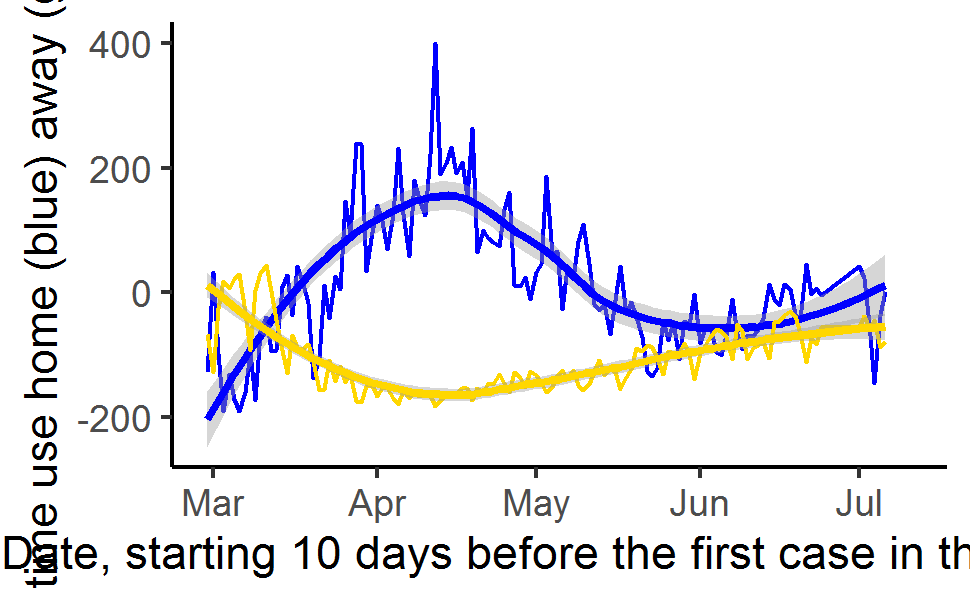 time use home (blue) away (
400
200
0
-200
Mar Apr May Jun Jul
Date, starting 10 days before the first case in th